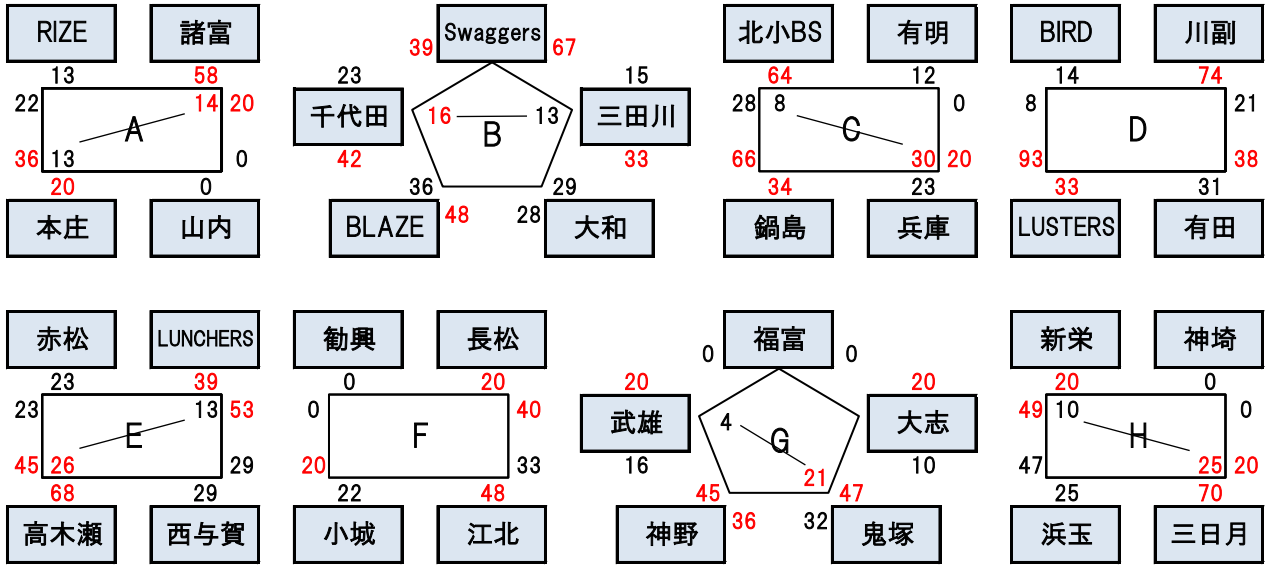 RIZE 諸富 Swaggers 北小BS 有明 BIRD 川副
39 67
13 58 23 15 64 12 14 74
22 14 20 千代田 16 13 三田川 28 8 0 8 21
A B C D
36 13 0 42 33 66 30 20 93 38
20 0 36 29 34 23 33 31
本庄 山内 BLAZE 48 28 大和 鍋島 兵庫 LUSTERS 有田
赤松 LUNCHERS 勧興 長松 0 福富 0 新栄 神埼
23 39 0 20 20 20 20 0
23 13 53 0 40 武雄 4 大志 49 10 0
E F G H
45 26 29 20 33 16 21 10 47 25 20
68 29 22 48 45 47 25 70
高木瀬 西与賀 小城 江北 神野 36 32 鬼塚 浜玉 三日月